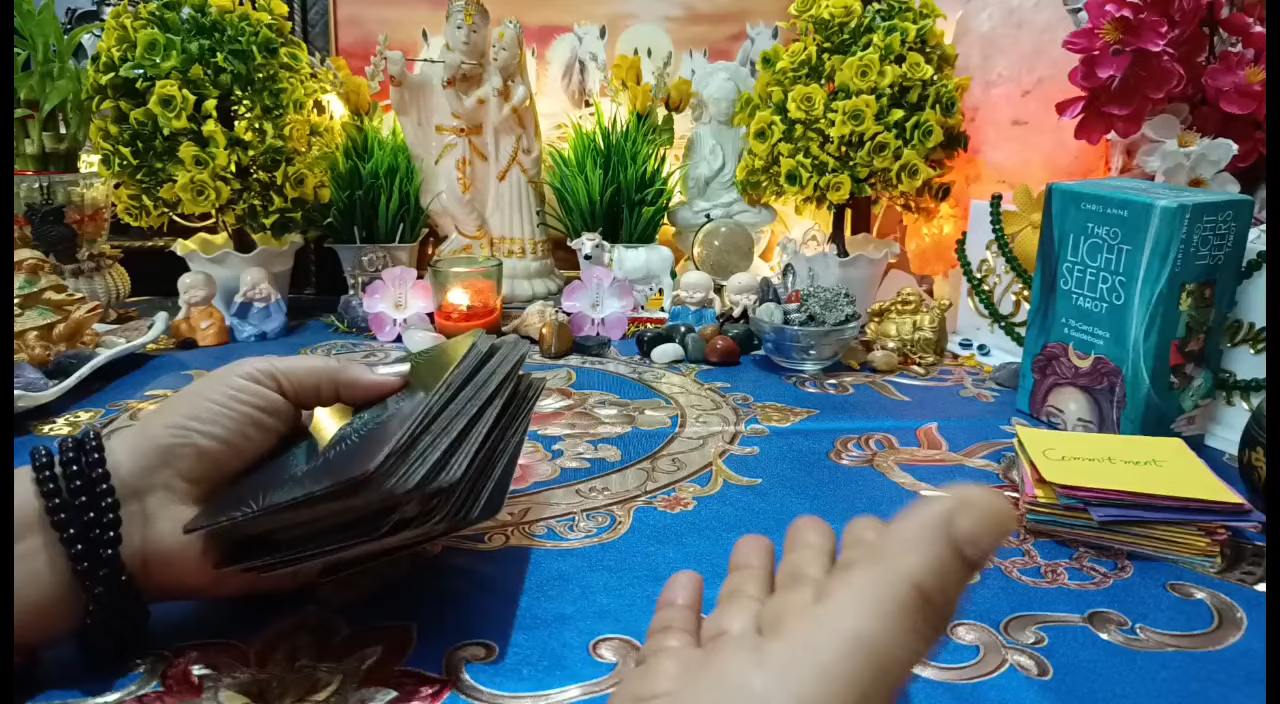 CHRIS-ANNE
THE
LIGHT
SEER'S
TAROT
A 78-Card Deck
& Guidebook
CHRIS-ANNE
THE
LIGHT
SEER'S
TAROT
Commitment